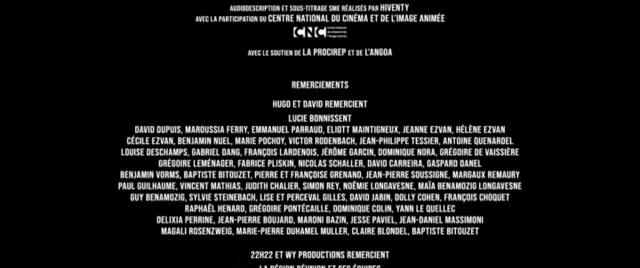 AUDIODESCRIPTION ET SOUS-TITRAGE SME RÉALISÉS PAR HIVENTY
AVEC LA PARTICIPATION DU CENTRE NATIONAL DU CINÉMA ET DE L'IMAGE ANIMÉE
CNC
AVEC LE SOUTIEN DE LA PROCIREP ET DE L'ANGOA
REMERCIEMENTS
HUGO ET DAVID REMERCIENT
LUCIE BONNISSENT
DAVID DUPUIS, MAROUSSIA FERRY, EMMANUEL PARRAUD, ELIOTT MAINTIGNEUX, JEANNE EZVAN, HÉLÈNE EZVAN
CÉCILE EZVAN, BENJAMIN NUEL, MARIE POCHOY, VICTOR RODENBACH, JEAN-PHILIPPE TESSIER, ANTOINE QUENARDEL
LOUISE DESCHAMPS, GABRIEL DANG, FRANÇOIS LARDENOIS, JÉRÔME GARCIN, DOMINIQUE NORA, GRÉGOIRE DE VAISSIÈRE
GRÉGOIRE LEMÉNAGER, FABRICE PLISKIN, NICOLAS SCHALLER, DAVID CARREIRA, GASPARD DANEL
BENJAMIN VORMS, BAPTISTE BITOUZET, PIERRE ET FRANÇOISE GRENAND, JEAN-PIERRE SOUSSIGNE, MARGAUX REMAURY
PAUL GUILHAUME, VINCENT MATHIAS, JUDITH CHALIER, SIMON REY, NOËMIE LONGAVESNE, MAÏA BENAMOZIG LONGAVESNE
GUY BENAMOZIG, SYLVIE STEINEBACH, LISE ET PERCEVAL GILLES, DAVID JABIN, DOLLY COHEN, FRANÇOIS CHOQUET
RAPHAËL HENARD, GRÉGOIRE PONTÉCAILLE, DOMINIQUE COLIN, YANN LE QUELLEC
DELIXIA PERRINE, JEAN-PIERRE BOUJARD, MARONI BAZIN, JESSE PAVIEL, JEAN-DANIEL MASSIMONI
MAGALI ROSENZWEIG, MARIE-PIERRE DUHAMEL MULLER, CLAIRE BLONDEL, BAPTISTE BITOUZET
22H22 ET WY PRODUCTIONS REMERCIENT
LA RÉGION RÉUNION ET SES ÉQUIPES